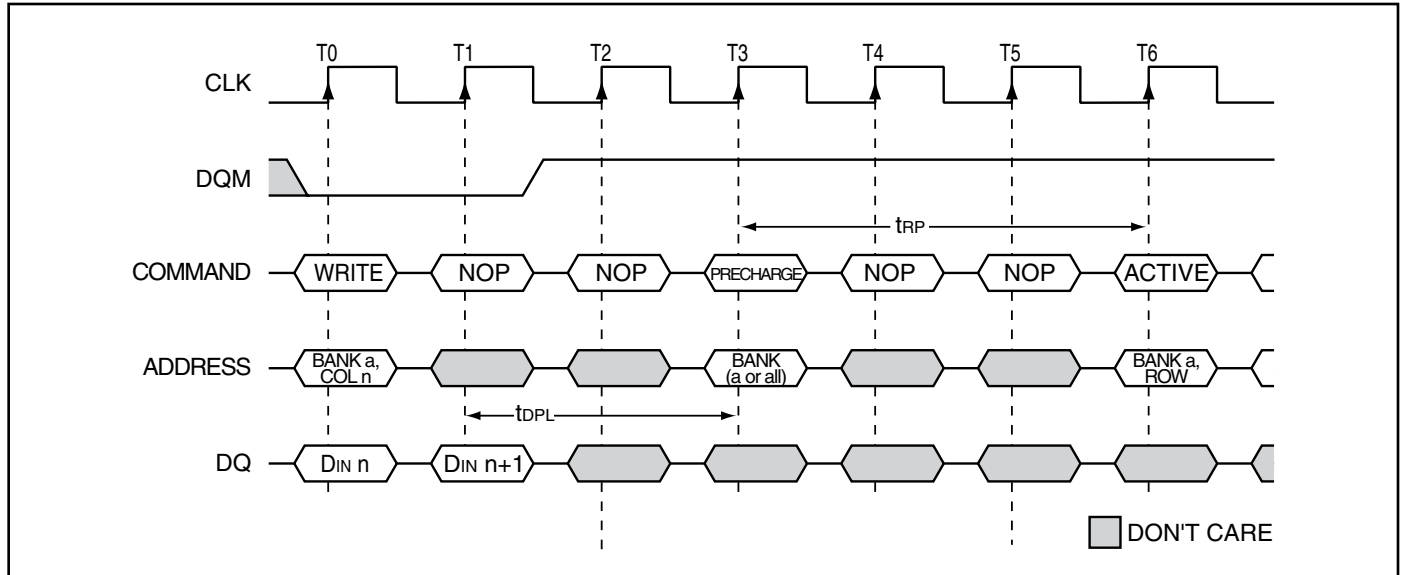 T0 T1 T2 T3 T4 T5 T6
CLK
DQM
tRP
COMMAND WRITE NOP NOP PRECHARGE NOP NOP ACTIVE
ADDRESS BANK a, COL n BANK (a or all) BANK a, ROW
tDPL
DQ DIN n DIN n+1
DON'T CARE